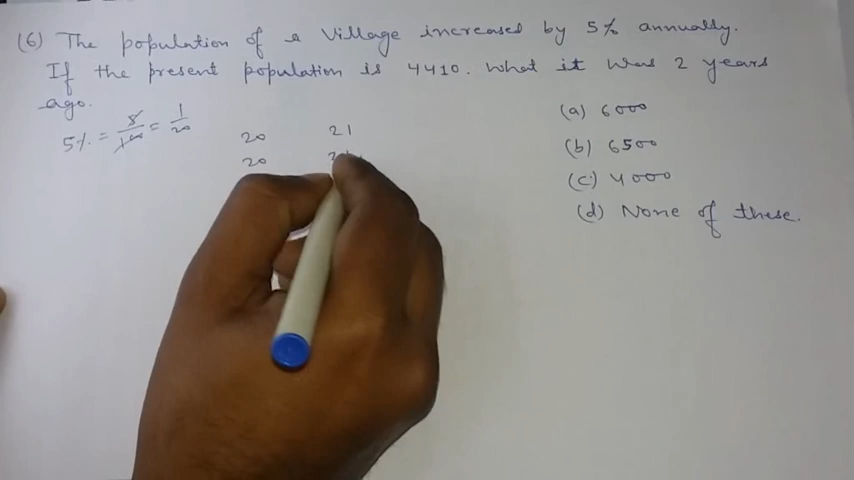 (6) The population of a Village increased by 5% annually.
If the present population is 4410. What it was 2 years
ago.
5% = 5/100 = 1/20
20 21
20
(a) 6000
(b) 6500
(c) 4000
(d) None of these.